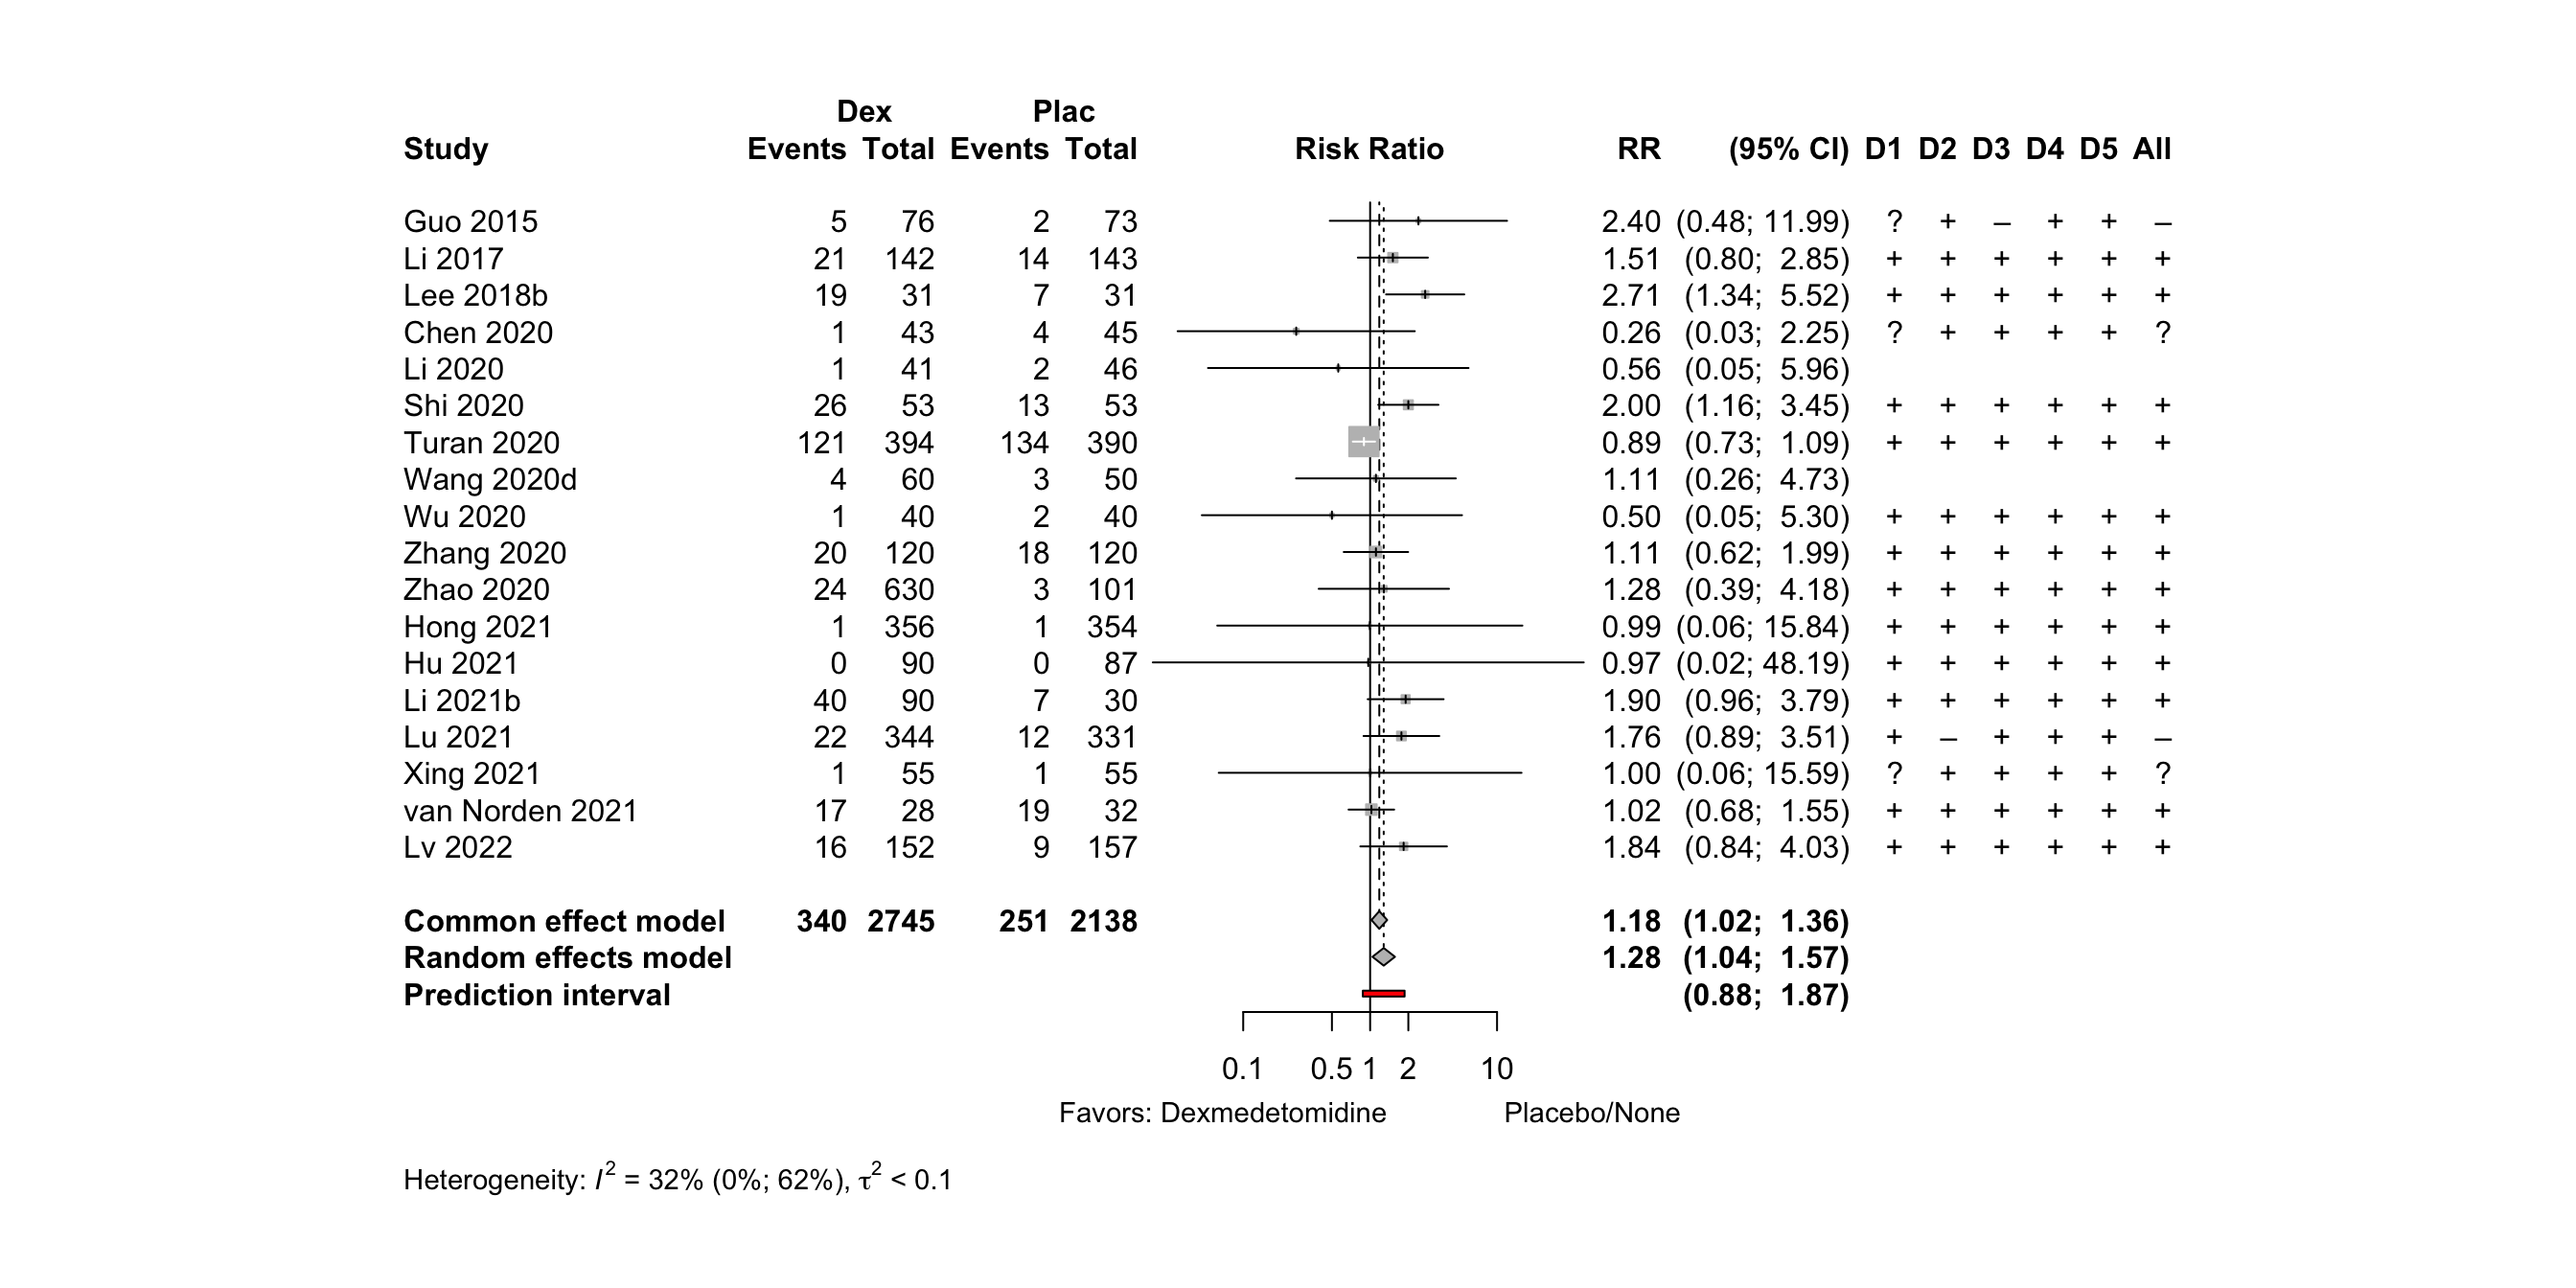 Dex Plac
Study Events Total Events Total Risk Ratio RR (95% CI) D1 D2 D3 D4 D5 All
Guo 2015 5 76 2 73 2.40 (0.48; 11.99) ? + – + + –
Li 2017 21 142 14 143 1.51 (0.80; 2.85) + + + + + +
Lee 2018b 19 31 7 31 2.71 (1.34; 5.52) + + + + + +
Chen 2020 1 43 4 45 0.26 (0.03; 2.25) ? + + + + ?
Li 2020 1 41 2 46 0.56 (0.05; 5.96)
Shi 2020 26 53 13 53 2.00 (1.16; 3.45) + + + + + +
Turan 2020 121 394 134 390 0.89 (0.73; 1.09) + + + + + +
Wang 2020d 4 60 3 50 1.11 (0.26; 4.73)
Wu 2020 1 40 2 40 0.50 (0.05; 5.30) + + + + + +
Zhang 2020 20 120 18 120 1.11 (0.62; 1.99) + + + + + +
Zhao 2020 24 630 3 101 1.28 (0.39; 4.18) + + + + + +
Hong 2021 1 356 1 354 0.99 (0.06; 15.84) + + + + + +
Hu 2021 0 90 0 87 0.97 (0.02; 48.19) + + + + + +
Li 2021b 40 90 7 30 1.90 (0.96; 3.79) + + + + + +
Lu 2021 22 344 12 331 1.76 (0.89; 3.51) + – + + + –
Xing 2021 1 55 1 55 1.00 (0.06; 15.59) ? + + + + ?
van Norden 2021 17 28 19 32 1.02 (0.68; 1.55) + + + + + +
Lv 2022 16 152 9 157 1.84 (0.84; 4.03) + + + + + +
Common effect model 340 2745 251 2138 1.18 (1.02; 1.36)
Random effects model 1.28 (1.04; 1.57)
Prediction interval (0.88; 1.87)
0.1 0.5 1 2 10
Favors: Dexmedetomidine Placebo/None
Heterogeneity: I² = 32% (0%; 62%), τ² < 0.1